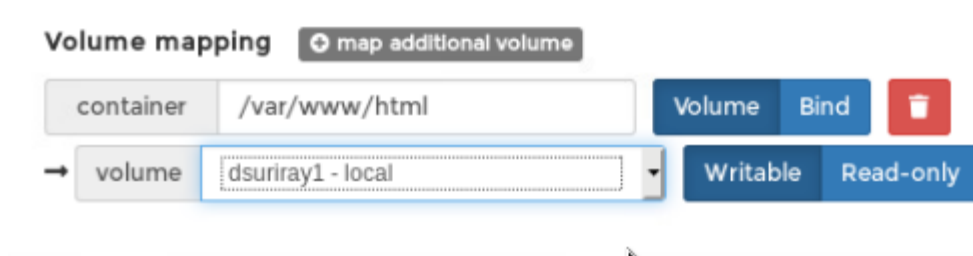 Volume mapping map additional volume
container /var/www/html Volume Bind
volume dsuriray1 - local Writable Read-only